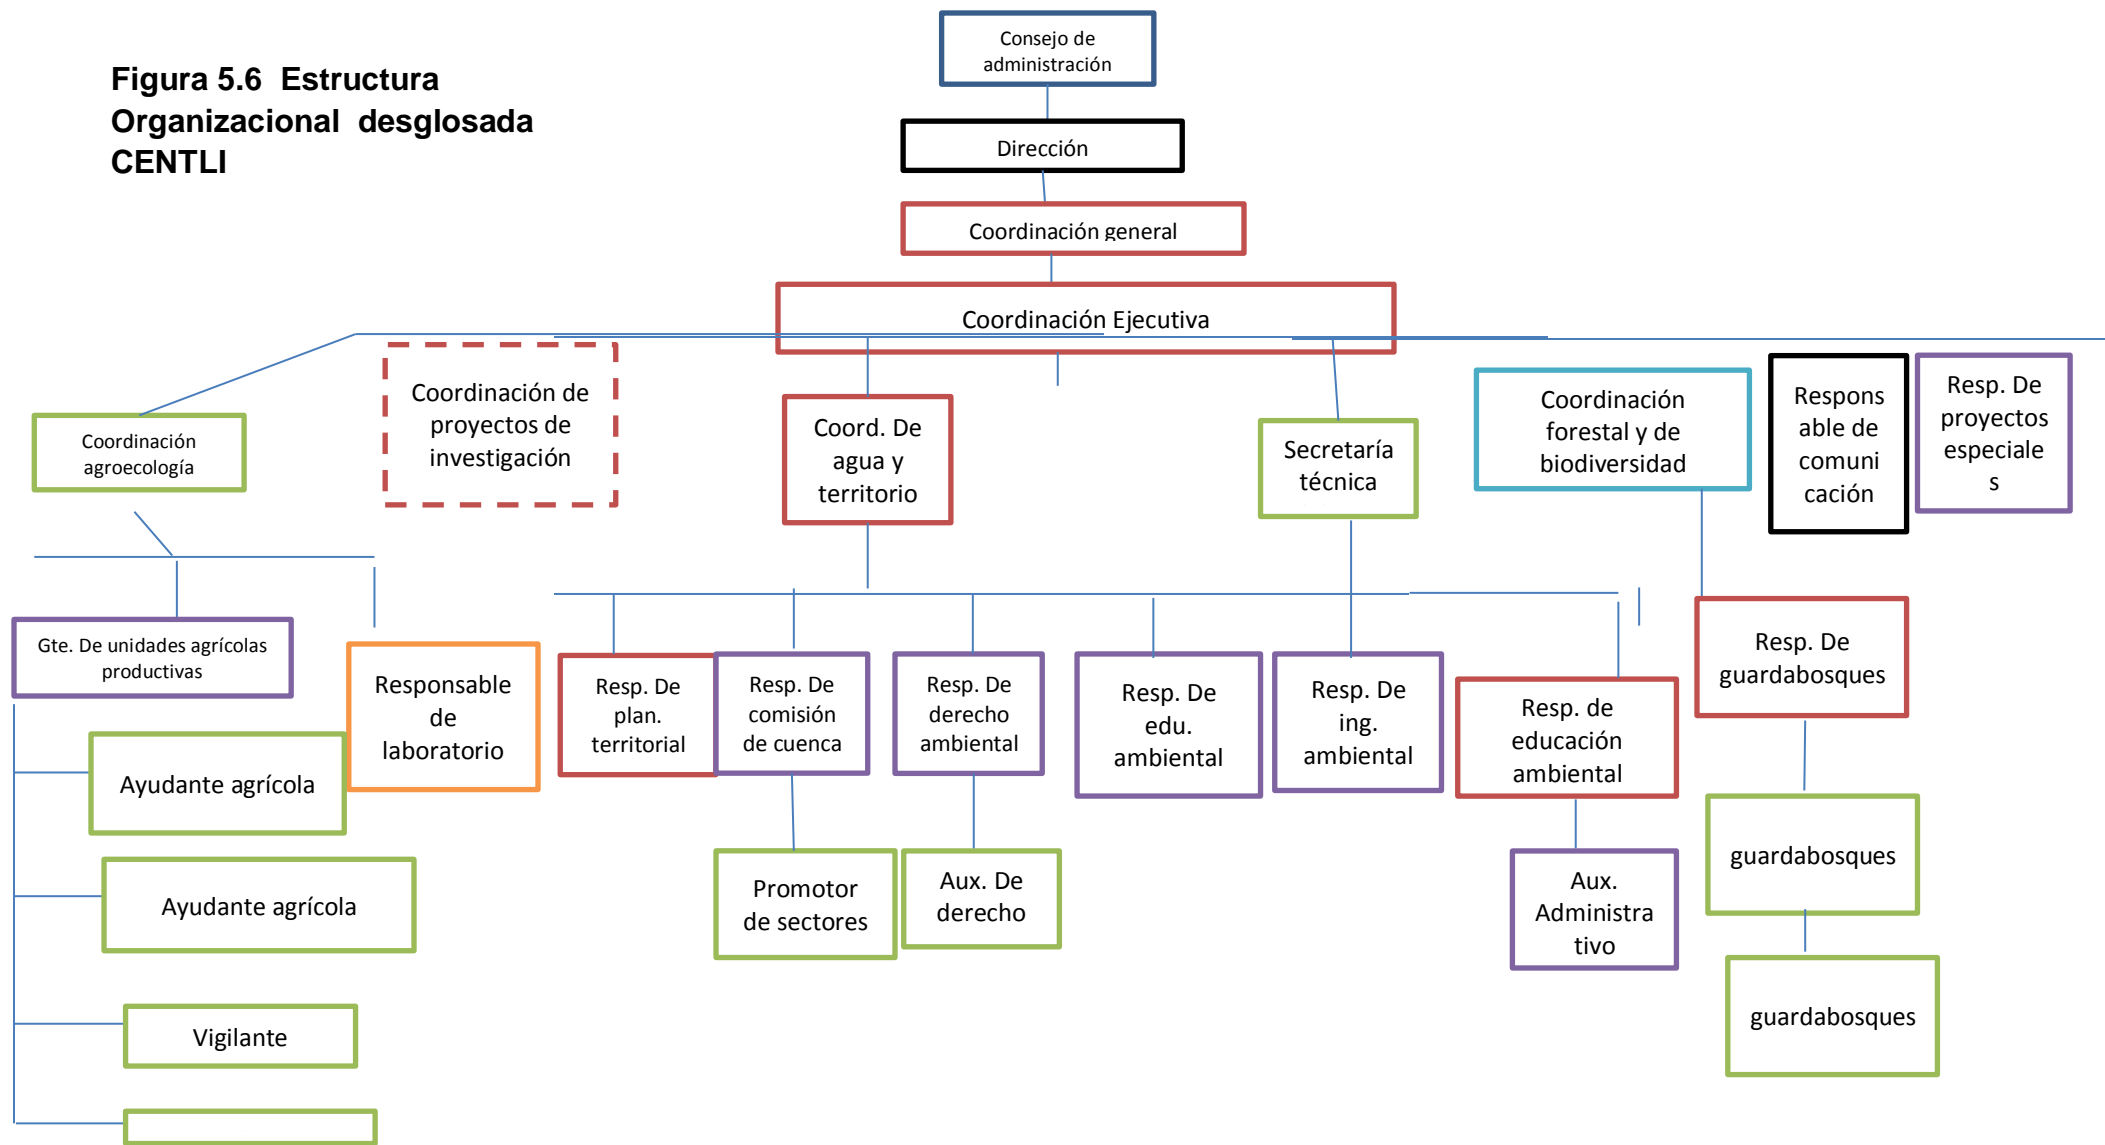 Figura 5.6 Estructura
Organizacional desglosada
CENTLI
Consejo de
administración
Dirección
Coordinación general
Coordinación Ejecutiva
Coordinación
agroecología
Coordinación de
proyectos de
investigación
Coord. De
agua y
territorio
Secretaría
técnica
Coordinación
forestal y de
biodiversidad
Respons
able de
comuni
cación
Resp. De
proyectos
especiale
s
Gte. De unidades agrícolas
productivas
Responsable
de
laboratorio
Resp. De
plan.
territorial
Resp. De
comisión
de cuenca
Resp. De
derecho
ambiental
Resp. De
edu.
ambiental
Resp. De
ing.
ambiental
Resp. de
educación
ambiental
Resp. De
guardabosques
Ayudante agrícola
Ayudante agrícola
Vigilante
Promotor
de sectores
Aux. De
derecho
Aux.
Administra
tivo
guardabosques
guardabosques